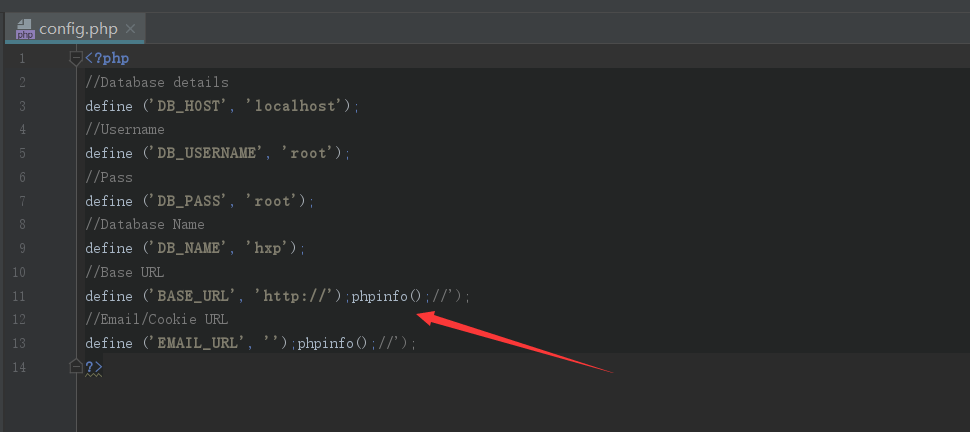 config.php
php
1 <?php
2 //Database details
3 define ('DB_HOST', 'localhost');
4 //Username
5 define ('DB_USERNAME', 'root');
6 //Pass
7 define ('DB_PASS', 'root');
8 //Database Name
9 define ('DB_NAME', 'hxp');
10 //Base URL
11 define ('BASE_URL', 'http://');phpinfo();//');
12 //Email/Cookie URL
13 define ('EMAIL_URL', '');phpinfo();//');
14 ?>